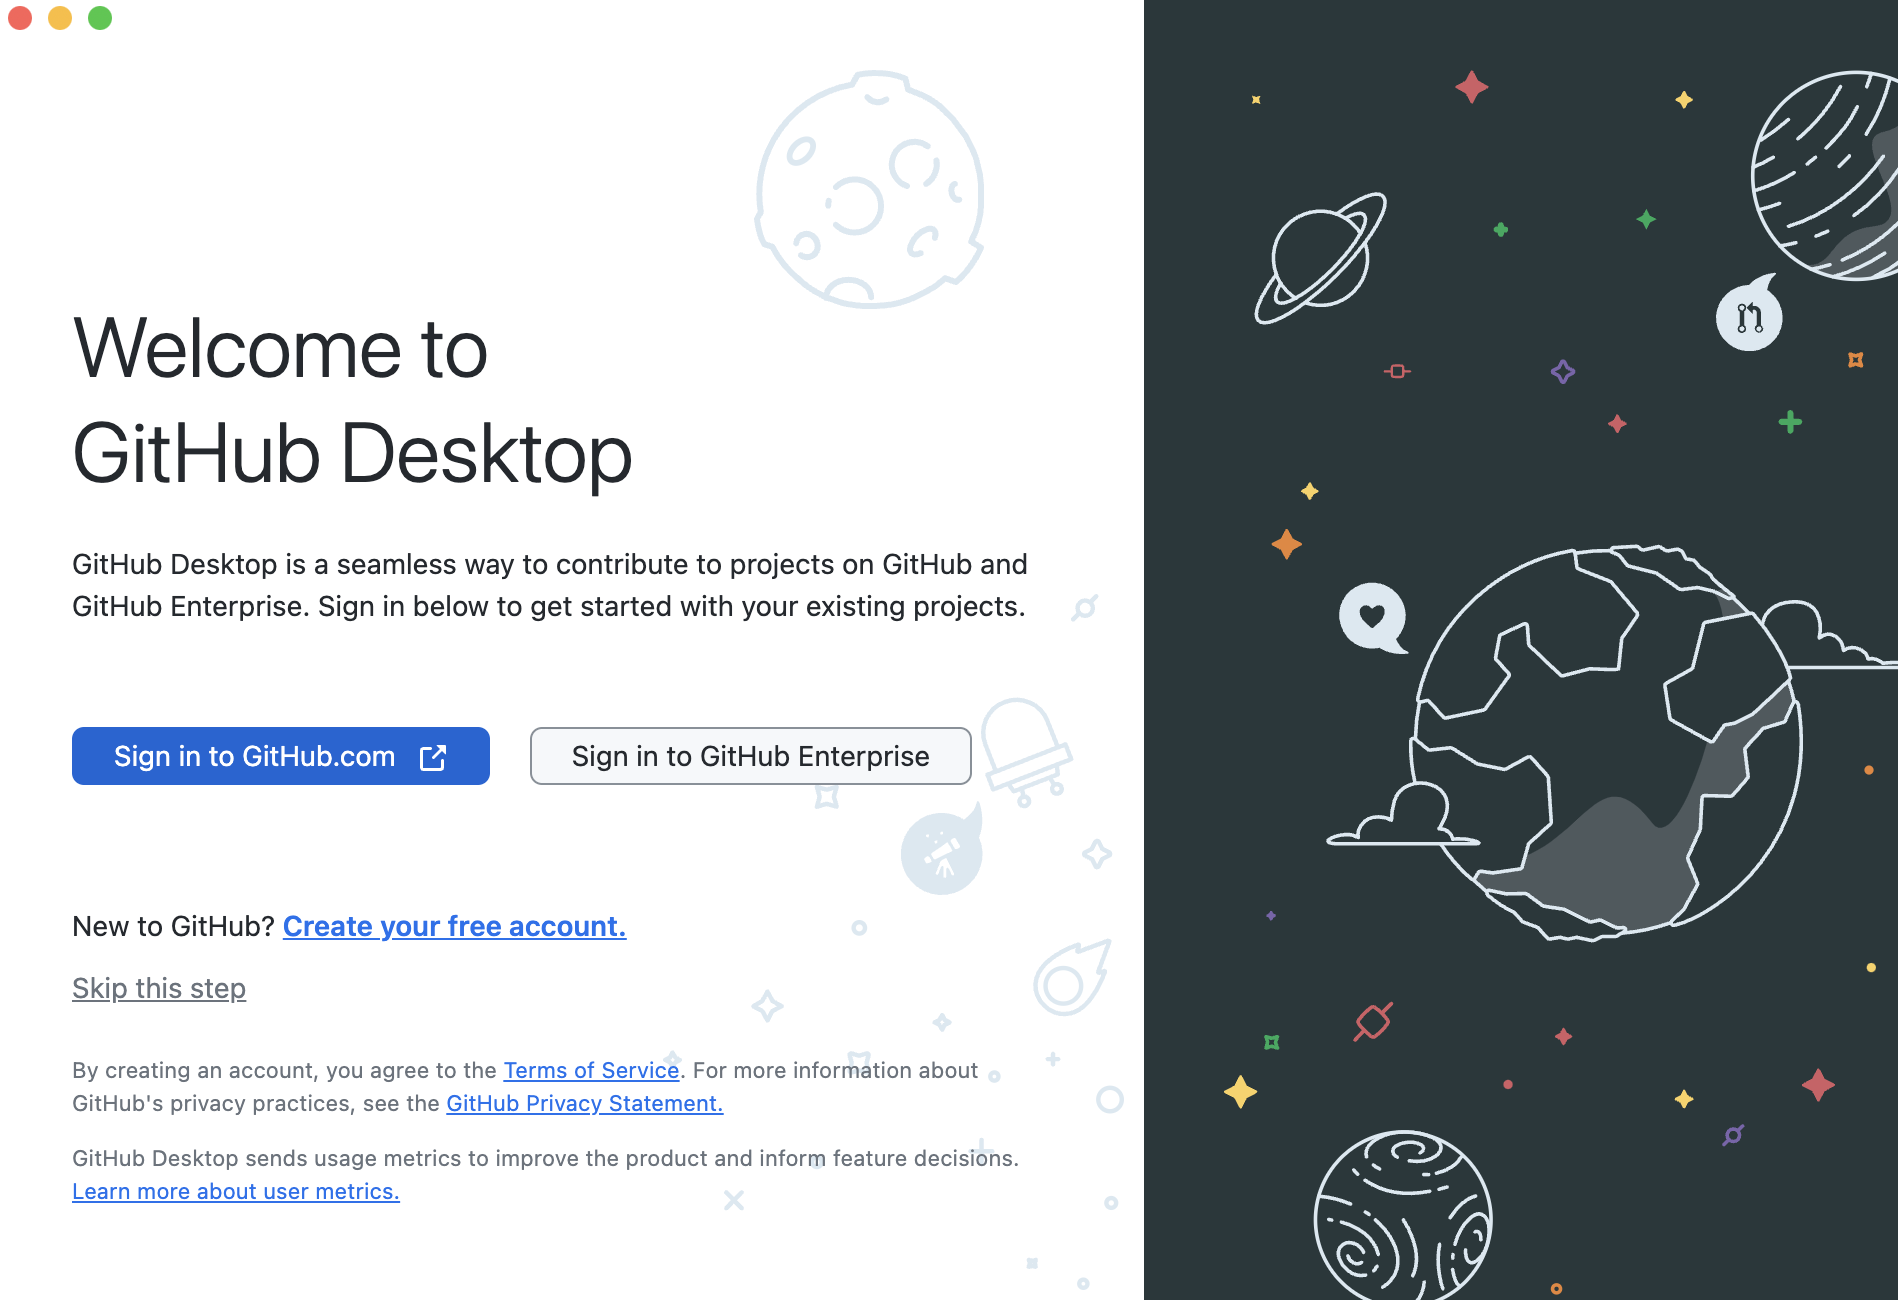 Welcome to
GitHub Desktop
GitHub Desktop is a seamless way to contribute to projects on GitHub and
GitHub Enterprise. Sign in below to get started with your existing projects.
Sign in to GitHub.com
Sign in to GitHub Enterprise
New to GitHub? Create your free account.
Skip this step
By creating an account, you agree to the Terms of Service. For more information about
GitHub's privacy practices, see the GitHub Privacy Statement.
GitHub Desktop sends usage metrics to improve the product and inform feature decisions.
Learn more about user metrics.